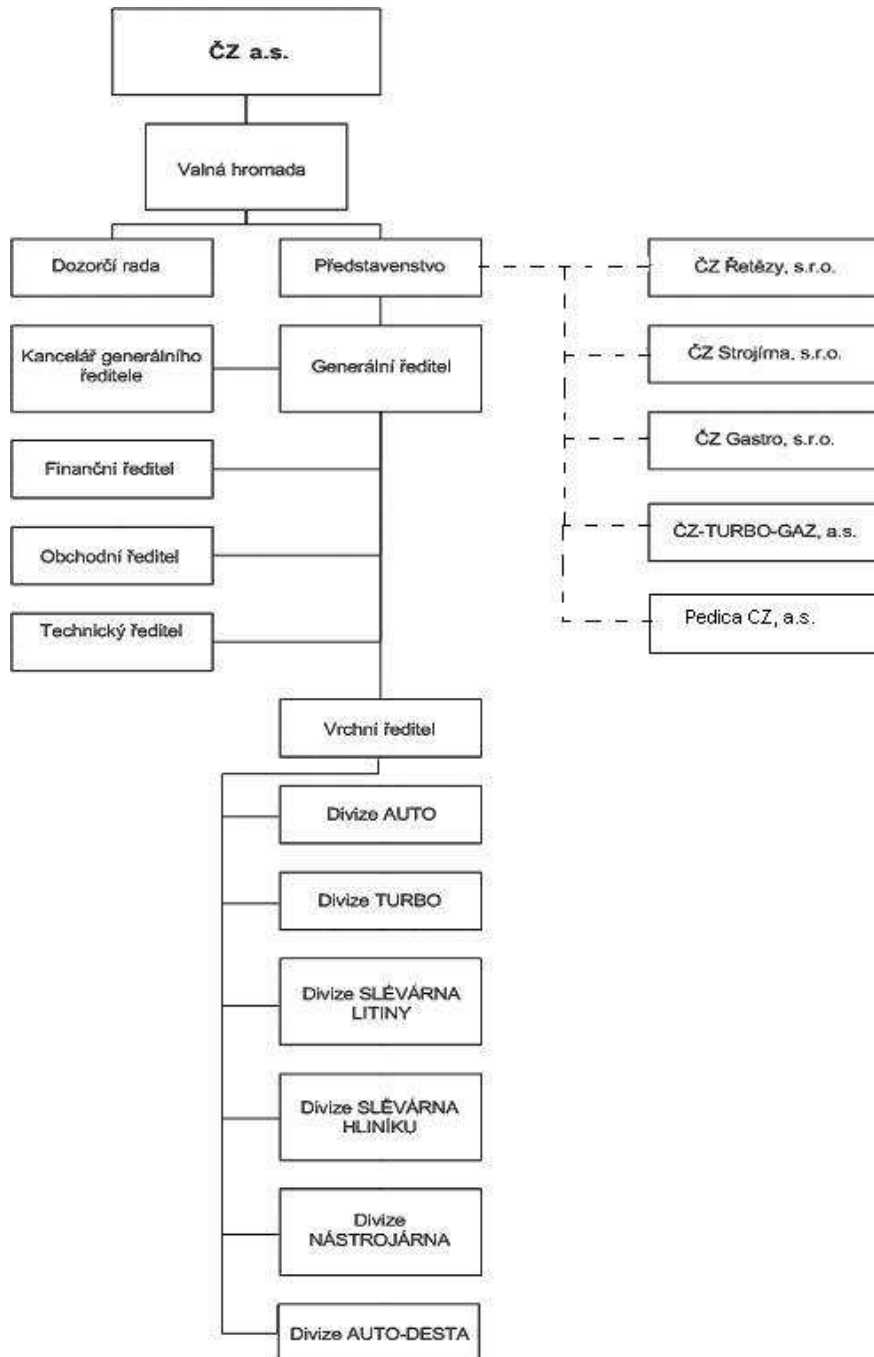 ČZ a.s.
Valná hromada
Dozorčí rada
Představenstvo
ČZ Řetězy, s.r.o.
Kancelář generálního
ředitele
Generální ředitel
ČZ Strojírna, s.r.o.
Finanční ředitel
ČZ Gastro, s.r.o.
Obchodní ředitel
ČZ-TURBO-GAZ, a.s.
Technický ředitel
Pedica CZ, a.s.
Vrchní ředitel
Divize AUTO
Divize TURBO
Divize SLÉVÁRNA
LITINY
Divize SLÉVÁRNA
HLINÍKU
Divize
NÁSTROJÁRNA
Divize AUTO-DESTA